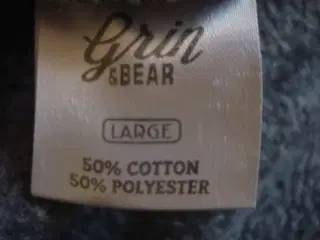 Grin
&BEAR
LARGE
50% COTTON
50% POLYESTER